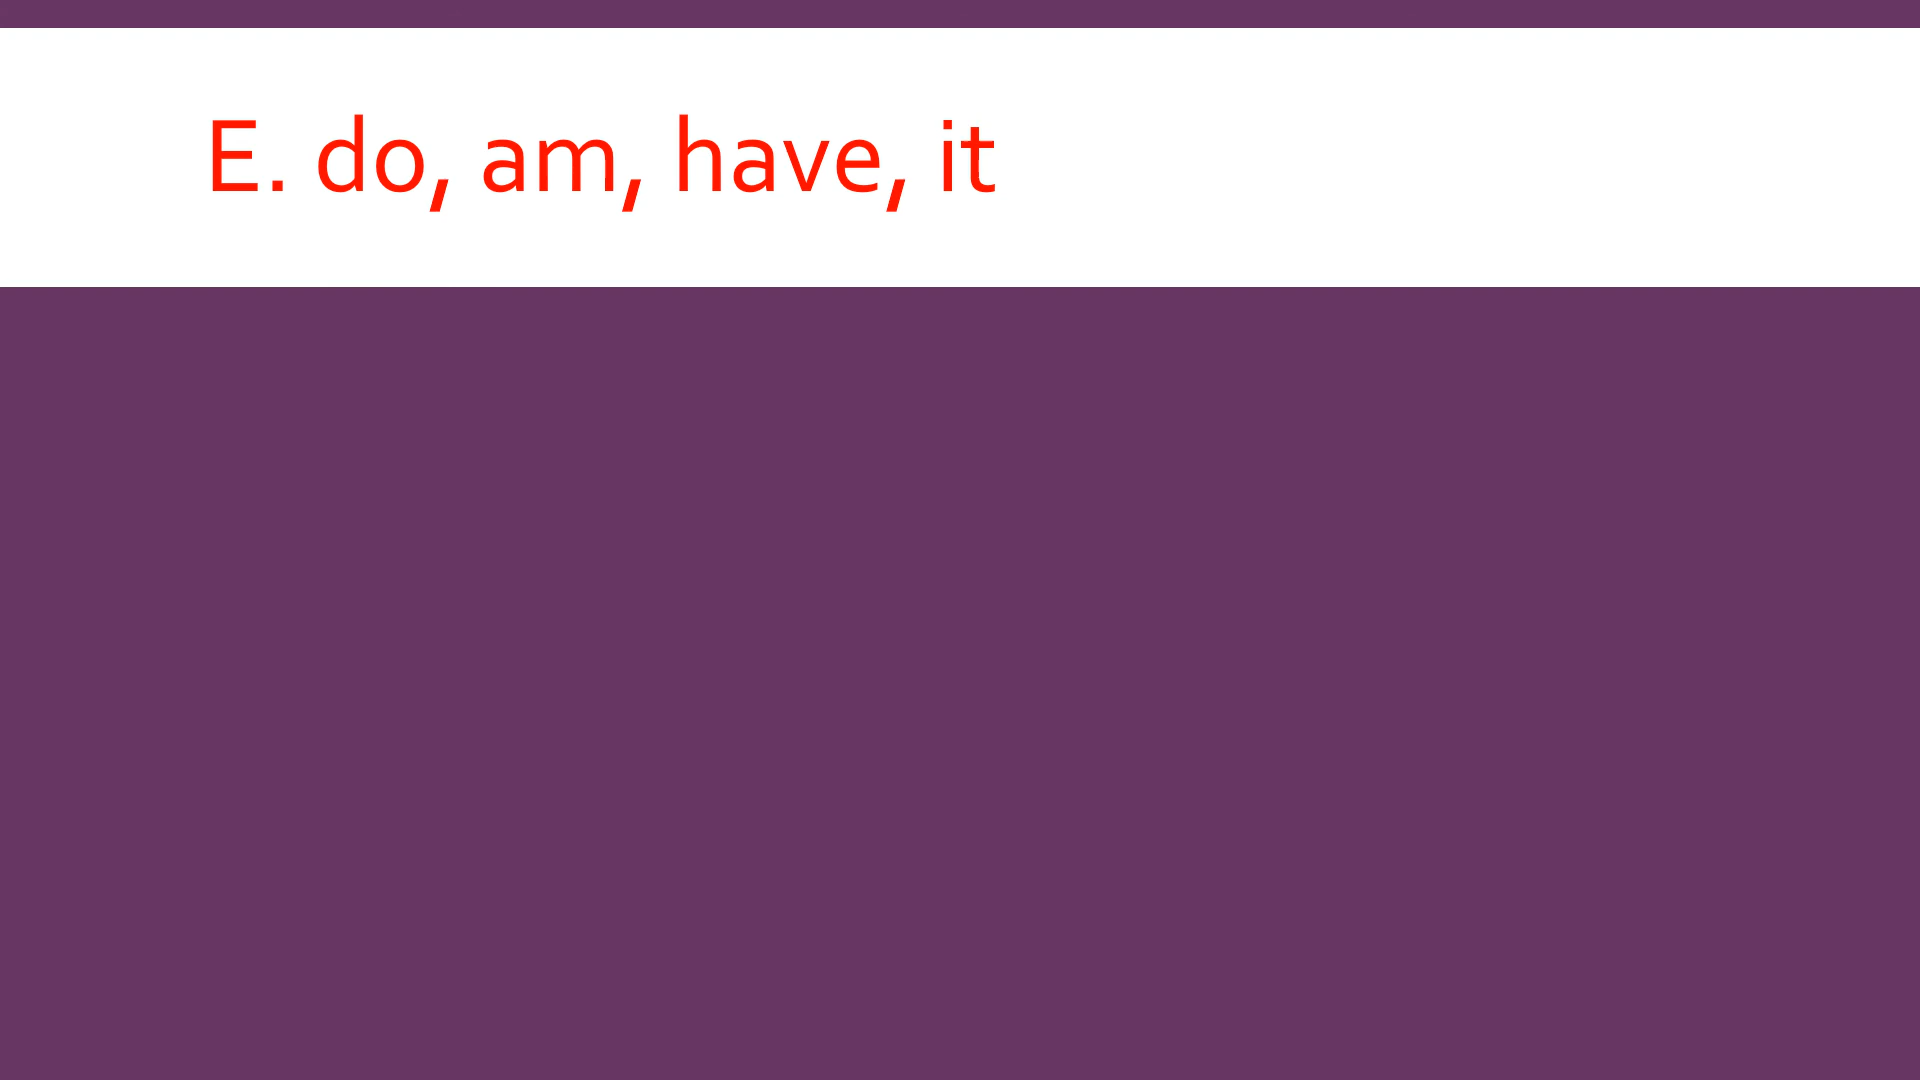 E. do, am, have, it